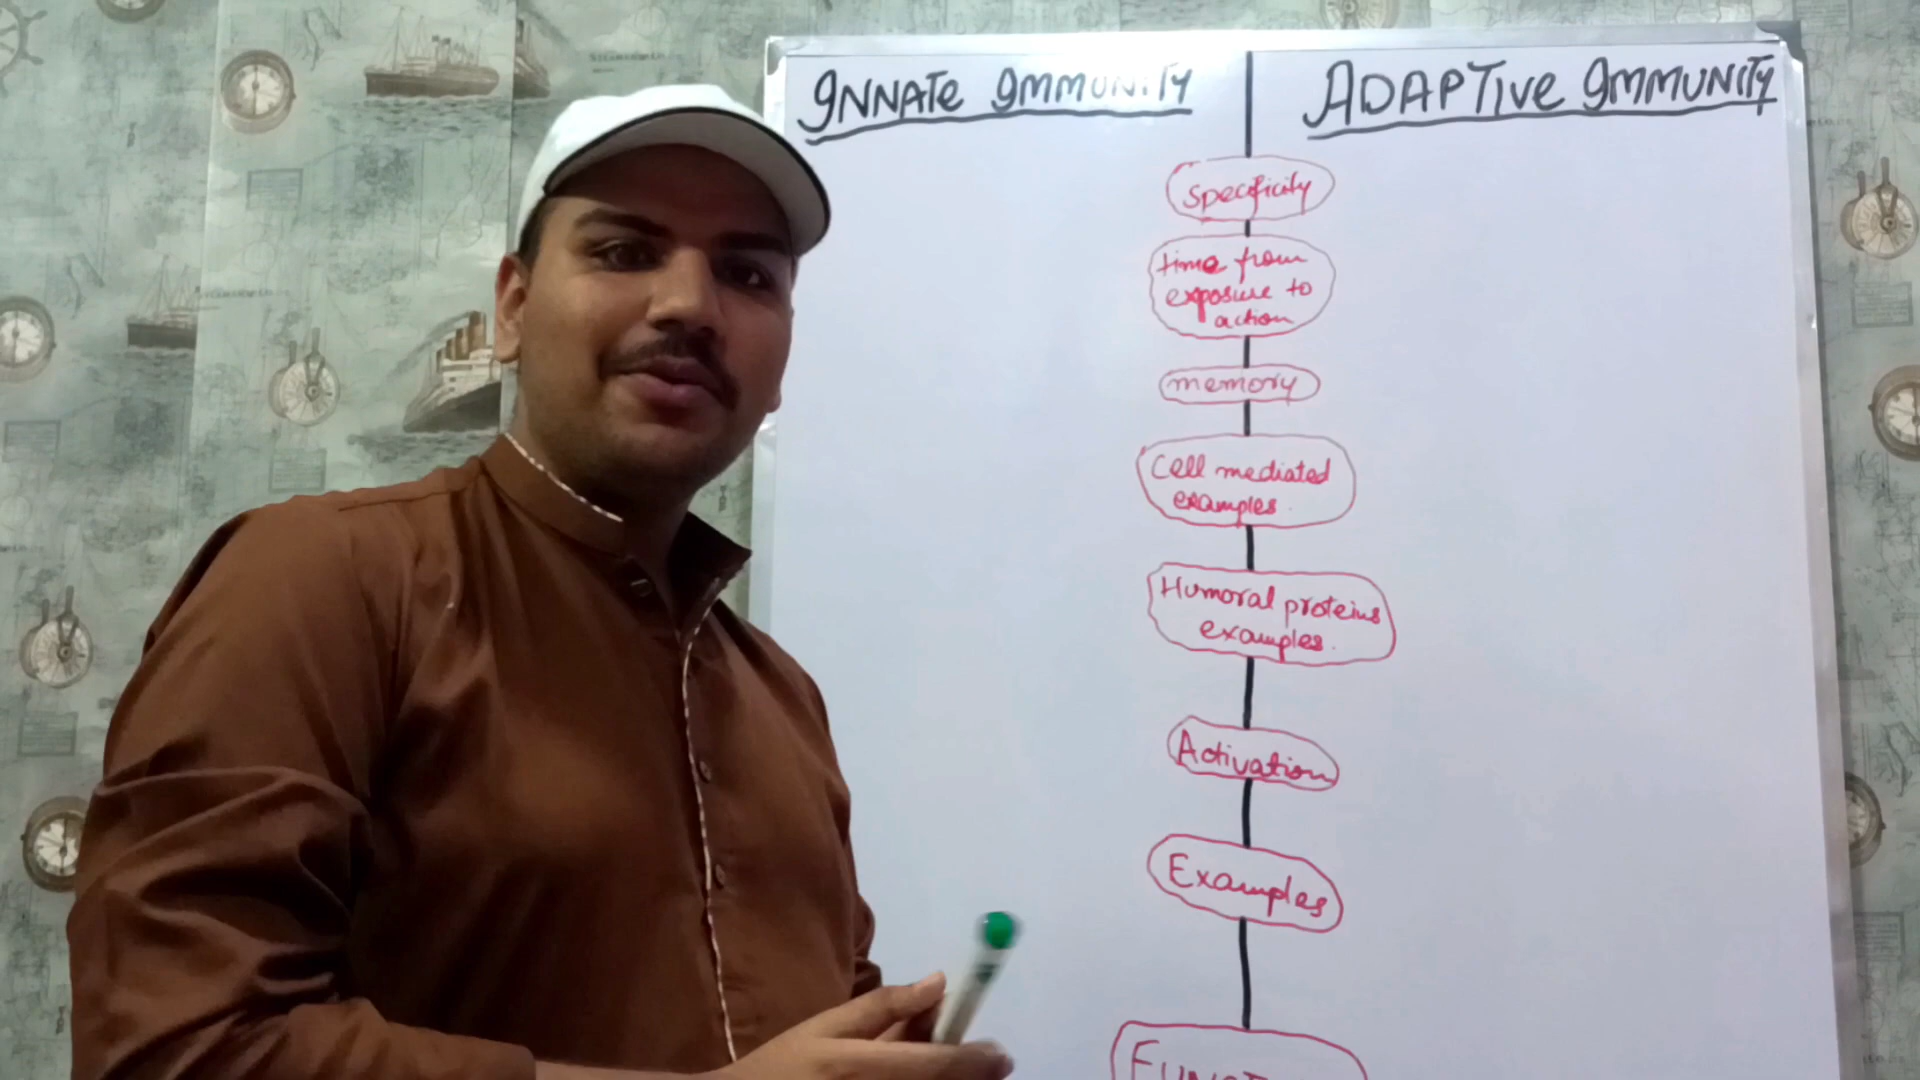 INNATE IMMUNITY
ADAPTIVE IMMUNITY
Specificity
time from
exposure to
action
memory
Cell mediated
examples.
Humoral proteins
examples.
Activation
Examples